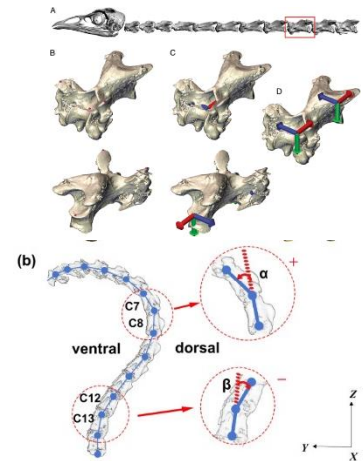 A
B
C
D
(b)
α
+
C7
C8
ventral dorsal
C12
C13
β
−
Z
Y
X